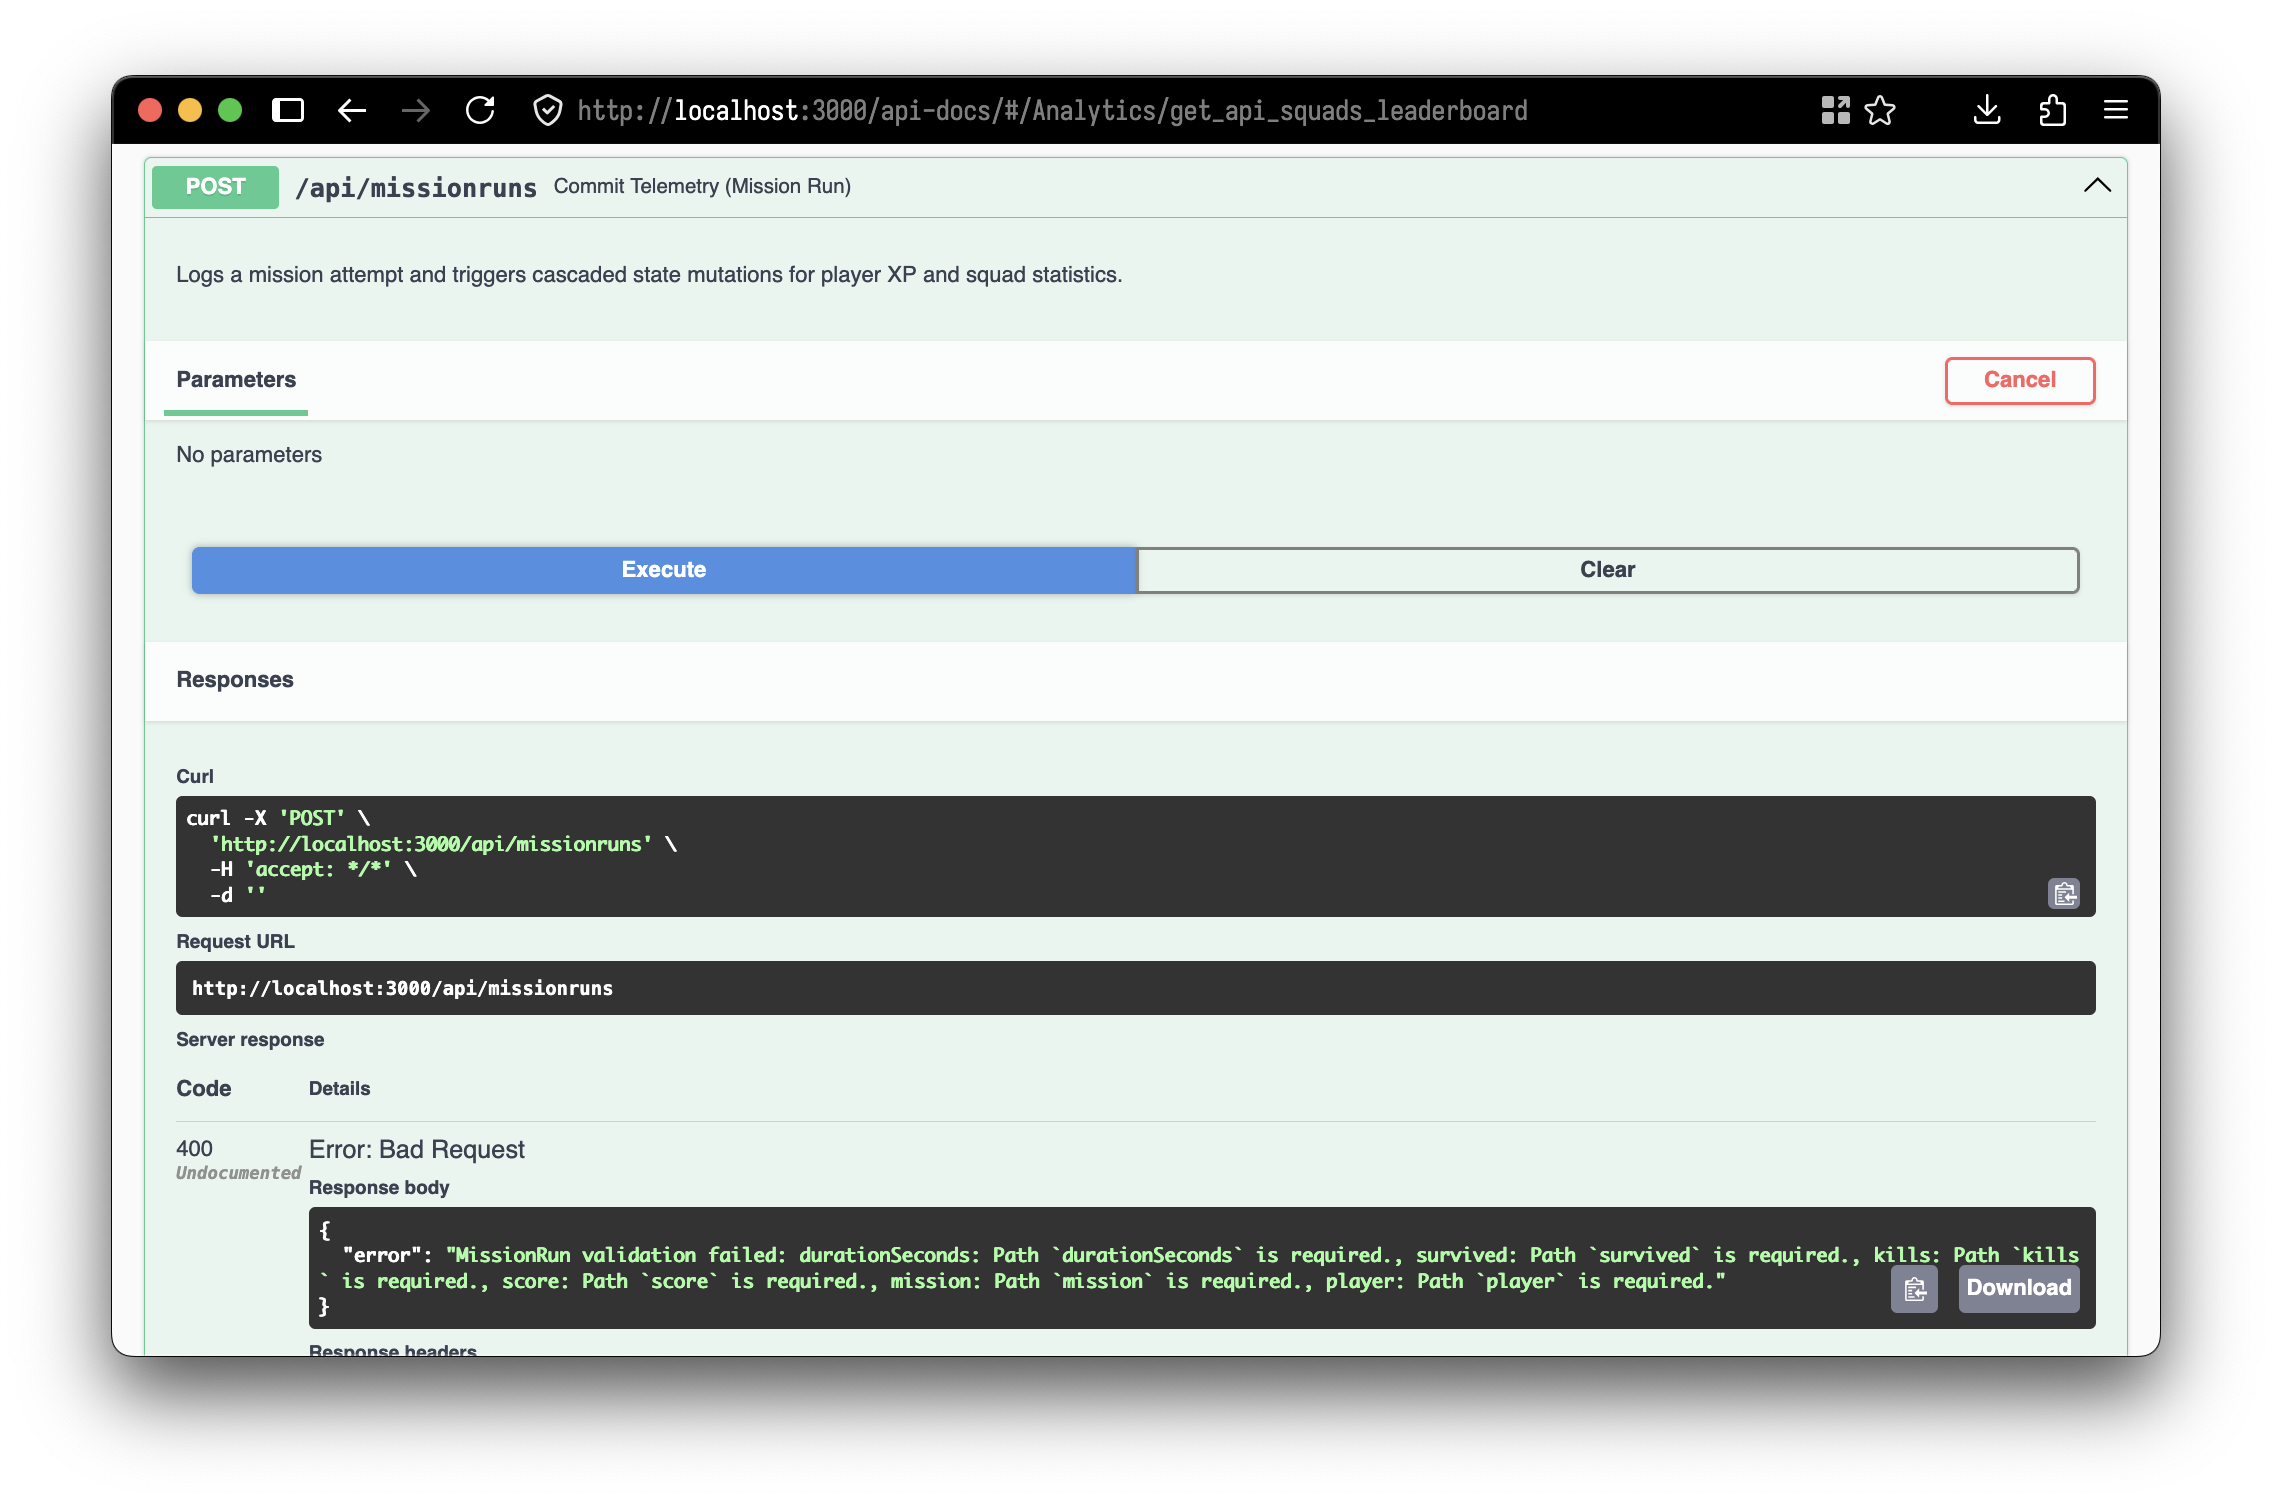 http://localhost:3000/api-docs/#/Analytics/get_api_squads_leaderboard
POST /api/missionruns Commit Telemetry (Mission Run)
Logs a mission attempt and triggers cascaded state mutations for player XP and squad statistics.
Parameters Cancel
No parameters
Execute Clear
Responses
Curl
curl -X 'POST' \
'http://localhost:3000/api/missionruns' \
-H 'accept: */*' \
-d ''
Request URL
http://localhost:3000/api/missionruns
Server response
Code Details
400 Error: Bad Request
Undocumented
Response body
{
"error": "MissionRun validation failed: durationSeconds: Path `durationSeconds` is required., survived: Path `survived` is required., kills: Path `kills
` is required., score: Path `score` is required., mission: Path `mission` is required., player: Path `player` is required."
Download
}
Response headers